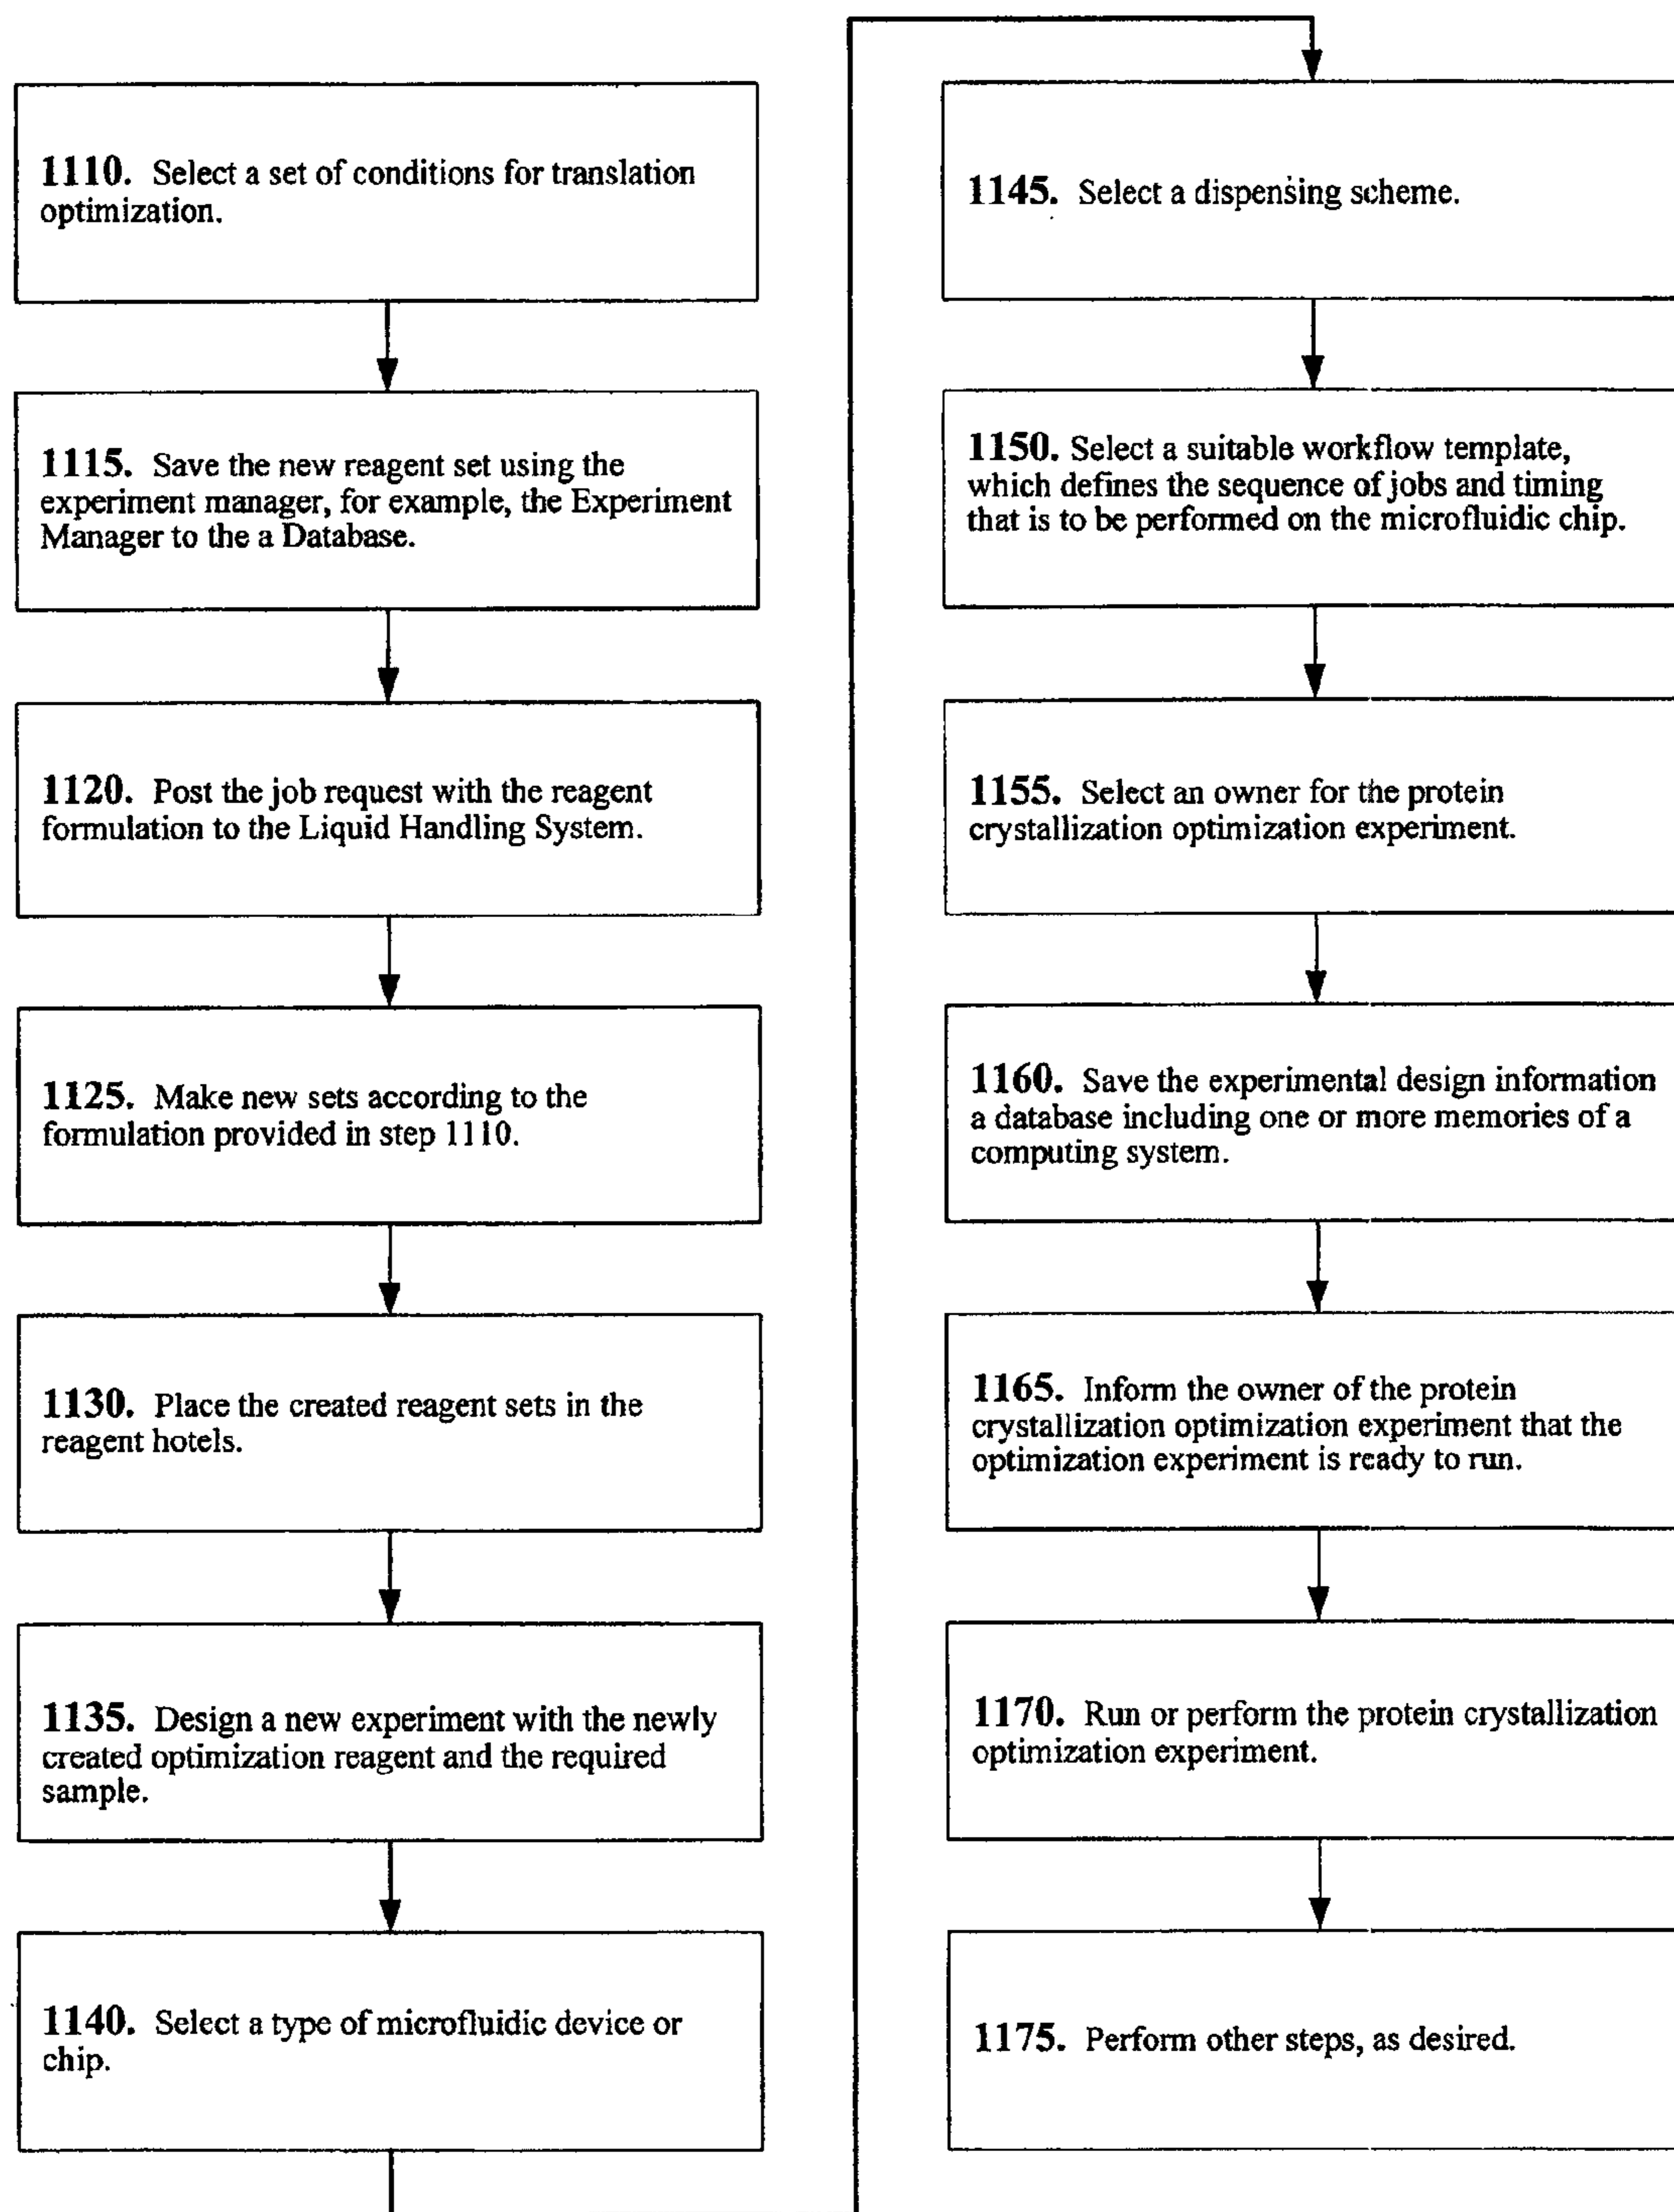 1110. Select a set of conditions for translation
optimization.
1115. Save the new reagent set using the
experiment manager, for example, the Experiment
Manager to the a Database.
1120. Post the job request with the reagent
formulation to the Liquid Handling System.
1125. Make new sets according to the
formulation provided in step 1110.
1130. Place the created reagent sets in the
reagent hotels.
1135. Design a new experiment with the newly
created optimization reagent and the required
sample.
1140. Select a type of microfluidic device or
chip.
1145. Select a dispensing scheme.
1150. Select a suitable workflow template,
which defines the sequence of jobs and timing
that is to be performed on the microfluidic chip.
1155. Select an owner for the protein
crystallization optimization experiment.
1160. Save the experimental design information
a database including one or more memories of a
computing system.
1165. Inform the owner of the protein
crystallization optimization experiment that the
optimization experiment is ready to run.
1170. Run or perform the protein crystallization
optimization experiment.
1175. Perform other steps, as desired.